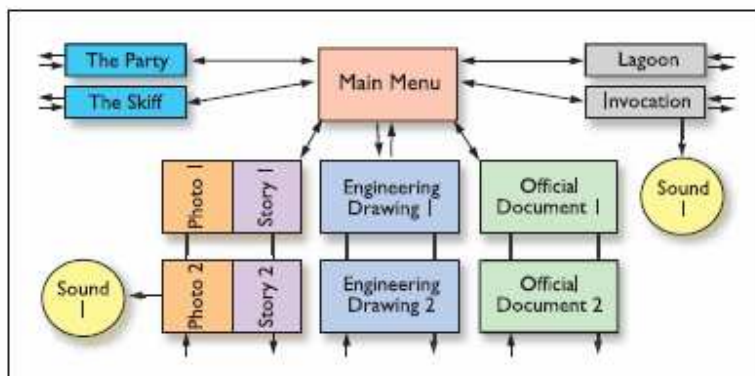 The Party
The Skiff
Main Menu
Lagoon
Invocation
Photo 1
Story 1
Engineering
Drawing 1
Official
Document 1
Sound
1
Sound
1
Photo 2
Story 2
Engineering
Drawing 2
Official
Document 2